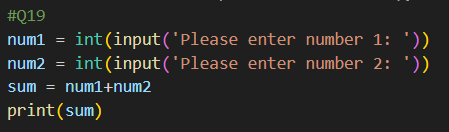 #Q19
num1 = int(input('Please enter number 1: '))
num2 = int(input('Please enter number 2: '))
sum = num1+num2
print(sum)